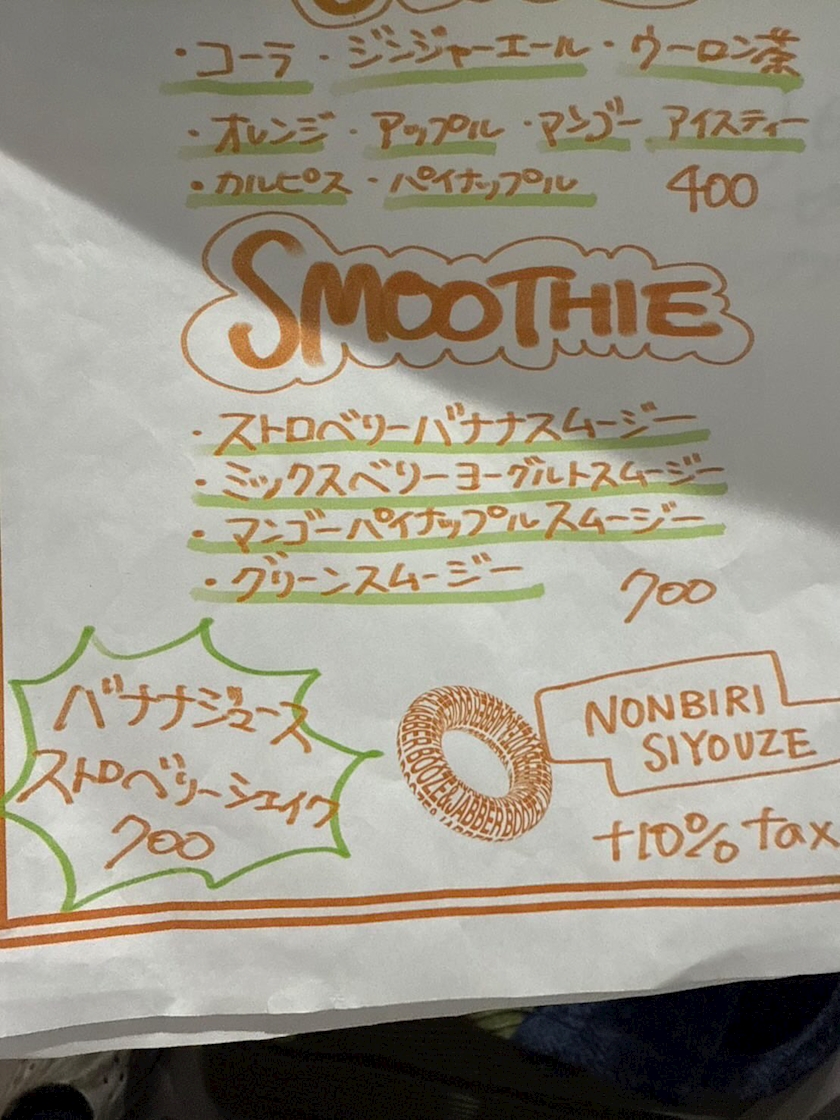 ・コーラ ・ジンジャーエール ・ウーロン茶
・オレンジ ・アップル ・マンゴー アイスティー
・カルピス ・パイナップル 400
SMOOTHIE
・ストロベリーバナナスムージー
・ミックスベリーヨーグルトスムージー
・マンゴーパイナップルスムージー
・グリーンスムージー 700
バナナジュース
ストロベリーシェイク
700
JABBER BOOZE & JABBER BOOZE
NONBIRI
SIYOUZE
+10% tax